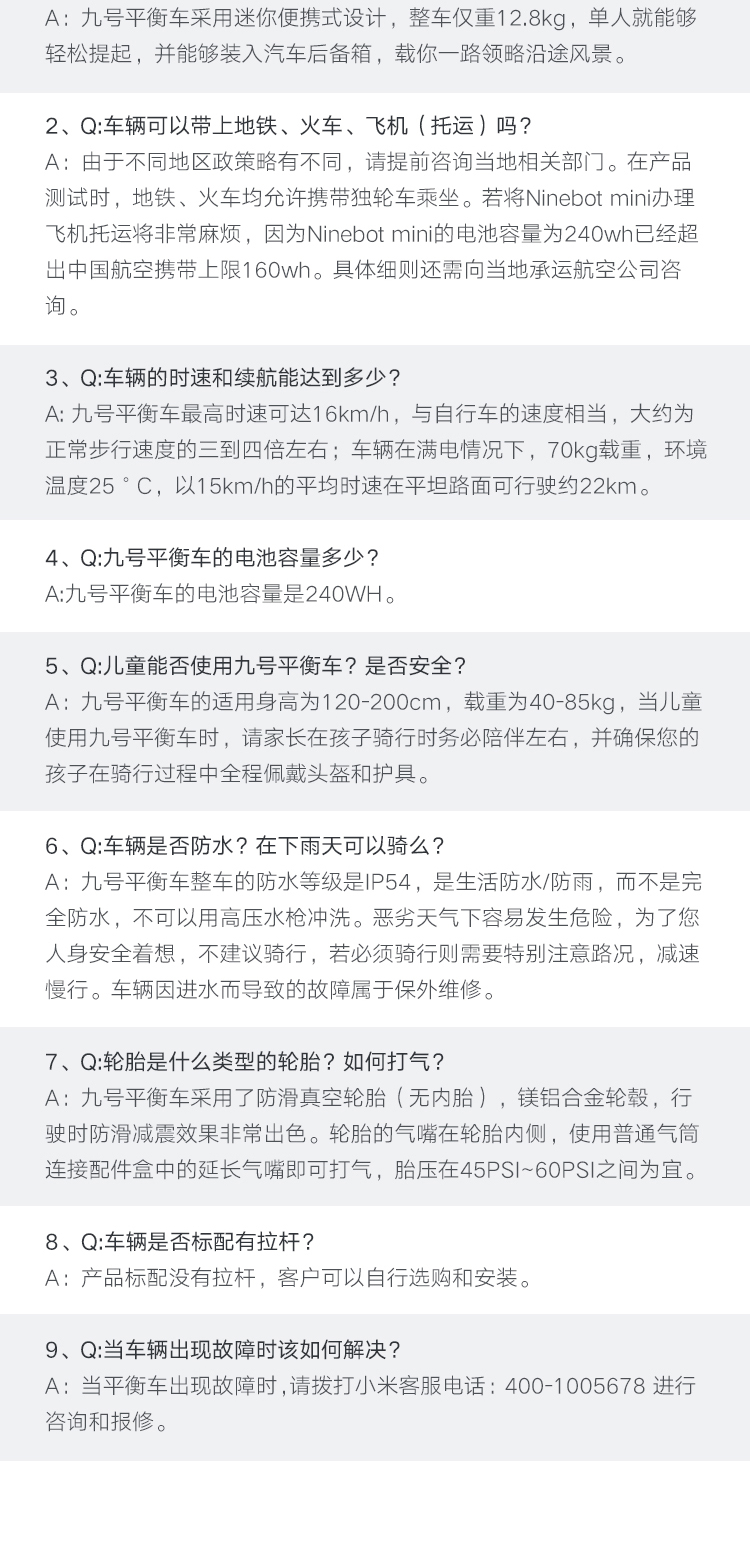 A：九号平衡车采用迷你便携式设计，整车仅重12.8kg，单人就能够
轻松提起，并能够装入汽车后备箱，载你一路领略沿途风景。
2、Q:车辆可以带上地铁、火车、飞机（托运）吗？
A：由于不同地区政策略有不同，请提前咨询当地相关部门。在产品
测试时，地铁、火车均允许携带独轮车乘坐。若将Ninebot mini办理
飞机托运将非常麻烦，因为Ninebot mini的电池容量为240wh已经超
出中国航空携带上限160wh。具体细则还需向当地承运航空公司咨
询。
3、Q:车辆的时速和续航能达到多少？
A: 九号平衡车最高时速可达16km/h，与自行车的速度相当，大约为
正常步行速度的三到四倍左右；车辆在满电情况下，70kg载重，环境
温度25°C，以15km/h的平均时速在平坦路面可行驶约22km。
4、Q:九号平衡车的电池容量多少？
A:九号平衡车的电池容量是240WH。
5、Q:儿童能否使用九号平衡车？是否安全？
A：九号平衡车的适用身高为120-200cm，载重为40-85kg，当儿童
使用九号平衡车时，请家长在孩子骑行时务必陪伴左右，并确保您的
孩子在骑行过程中全程佩戴头盔和护具。
6、Q:车辆是否防水？在下雨天可以骑么？
A：九号平衡车整车的防水等级是IP54，是生活防水/防雨，而不是完
全防水，不可以用高压水枪冲洗。恶劣天气下容易发生危险，为了您
人身安全着想，不建议骑行，若必须骑行则需要特别注意路况，减速
慢行。车辆因进水而导致的故障属于保外维修。
7、Q:轮胎是什么类型的轮胎？如何打气？
A：九号平衡车采用了防滑真空轮胎（无内胎），镁铝合金轮毂，行
驶时防滑减震效果非常出色。轮胎的气嘴在轮胎内侧，使用普通气筒
连接配件盒中的延长气嘴即可打气，胎压在45PSI~60PSI之间为宜。
8、Q:车辆是否标配有拉杆？
A：产品标配没有拉杆，客户可以自行选购和安装。
9、Q:当车辆出现故障时该如何解决？
A：当平衡车出现故障时,请拨打小米客服电话：400-1005678 进行
咨询和报修。